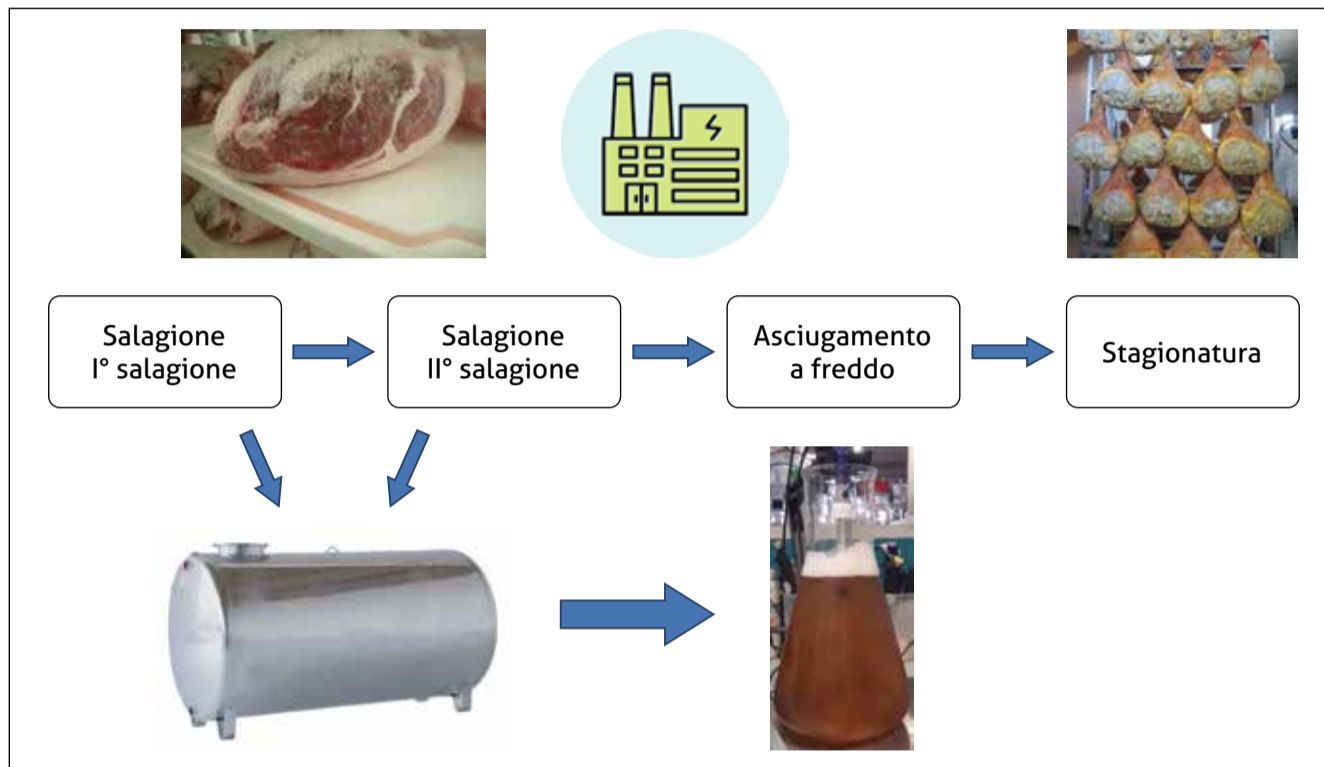 Salagione
I° salagione
Salagione
II° salagione
Asciugamento
a freddo
Stagionatura